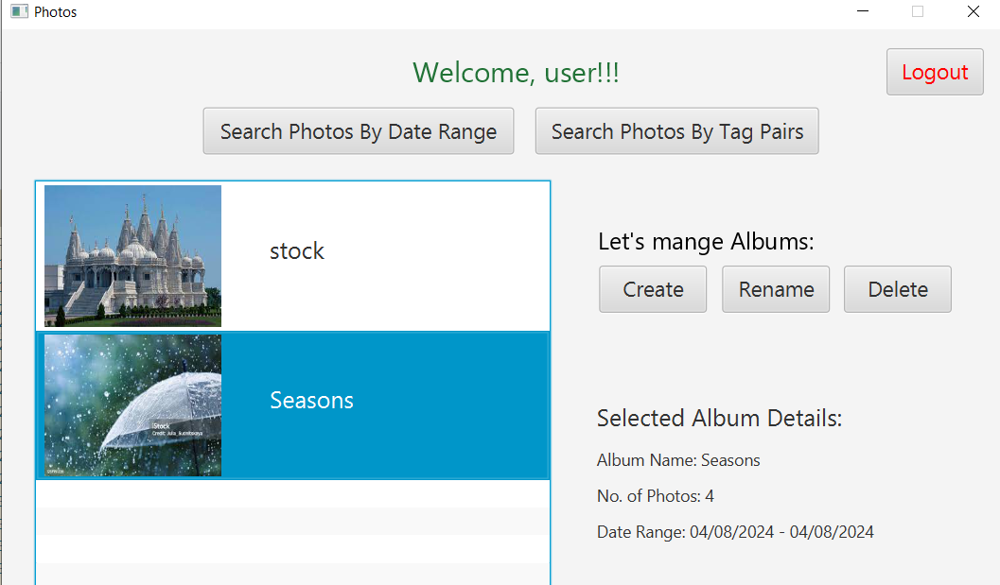 Photos
Welcome, user!!!
Logout
Search Photos By Date Range
Search Photos By Tag Pairs
stock
Let's mange Albums:
Create
Rename
Delete
iStock
Credit: Julia_Sudnitskaya
Seasons
Selected Album Details:
Album Name: Seasons
No. of Photos: 4
Date Range: 04/08/2024 - 04/08/2024